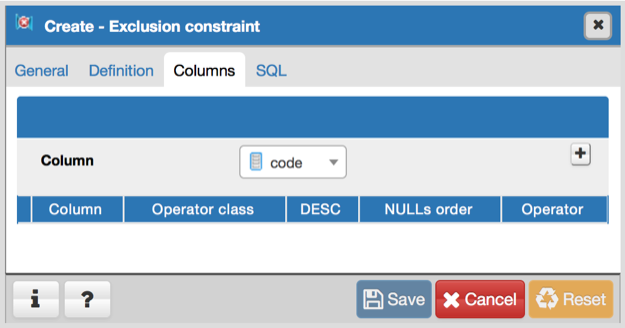 Create - Exclusion constraint
General Definition Columns SQL
Column code
Column Operator class DESC NULLs order Operator
i ? Save Cancel Reset